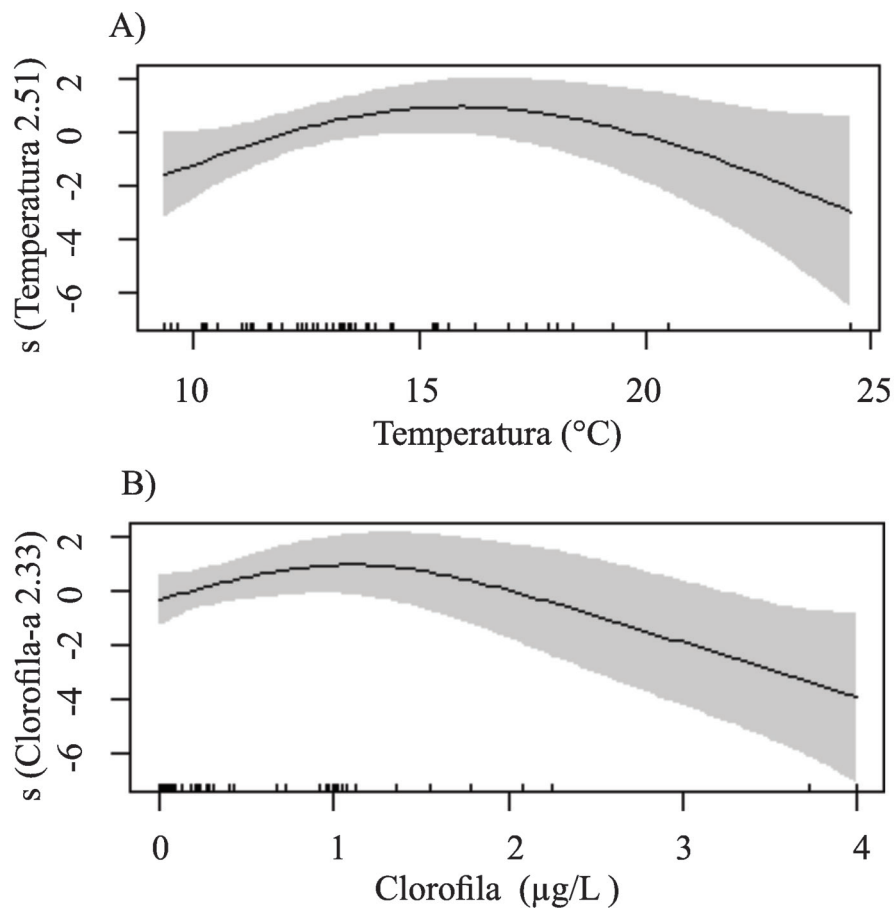 A)
s (Temperatura 2.51)
2
0
-2
-4
-6
10 15 20 25
Temperatura (°C)
B)
s (Clorofila-a 2.33)
2
0
-2
-4
-6
0 1 2 3 4
Clorofila (µg/L )